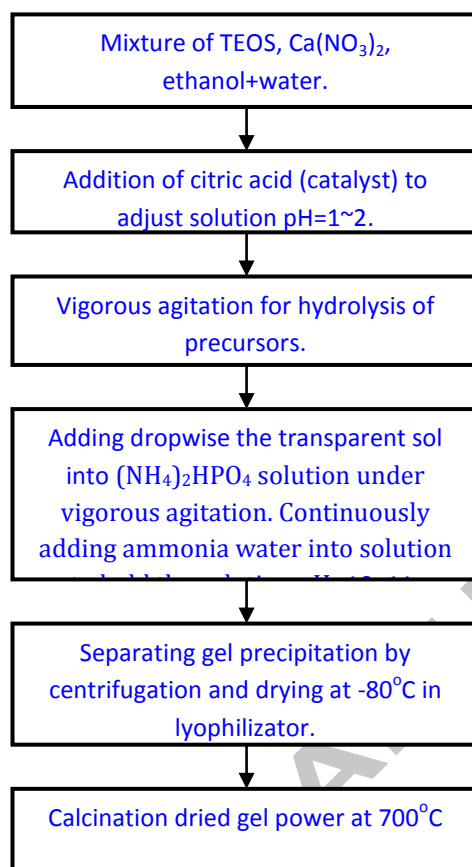 Mixture of TEOS, Ca(NO₃)₂,
ethanol+water.
Addition of citric acid (catalyst) to
adjust solution pH=1~2.
Vigorous agitation for hydrolysis of
precursors.
Adding dropwise the transparent sol
into (NH₄)₂HPO₄ solution under
vigorous agitation. Continuously
adding ammonia water into solution
Separating gel precipitation by
centrifugation and drying at -80°C in
lyophilizator.
Calcination dried gel power at 700°C